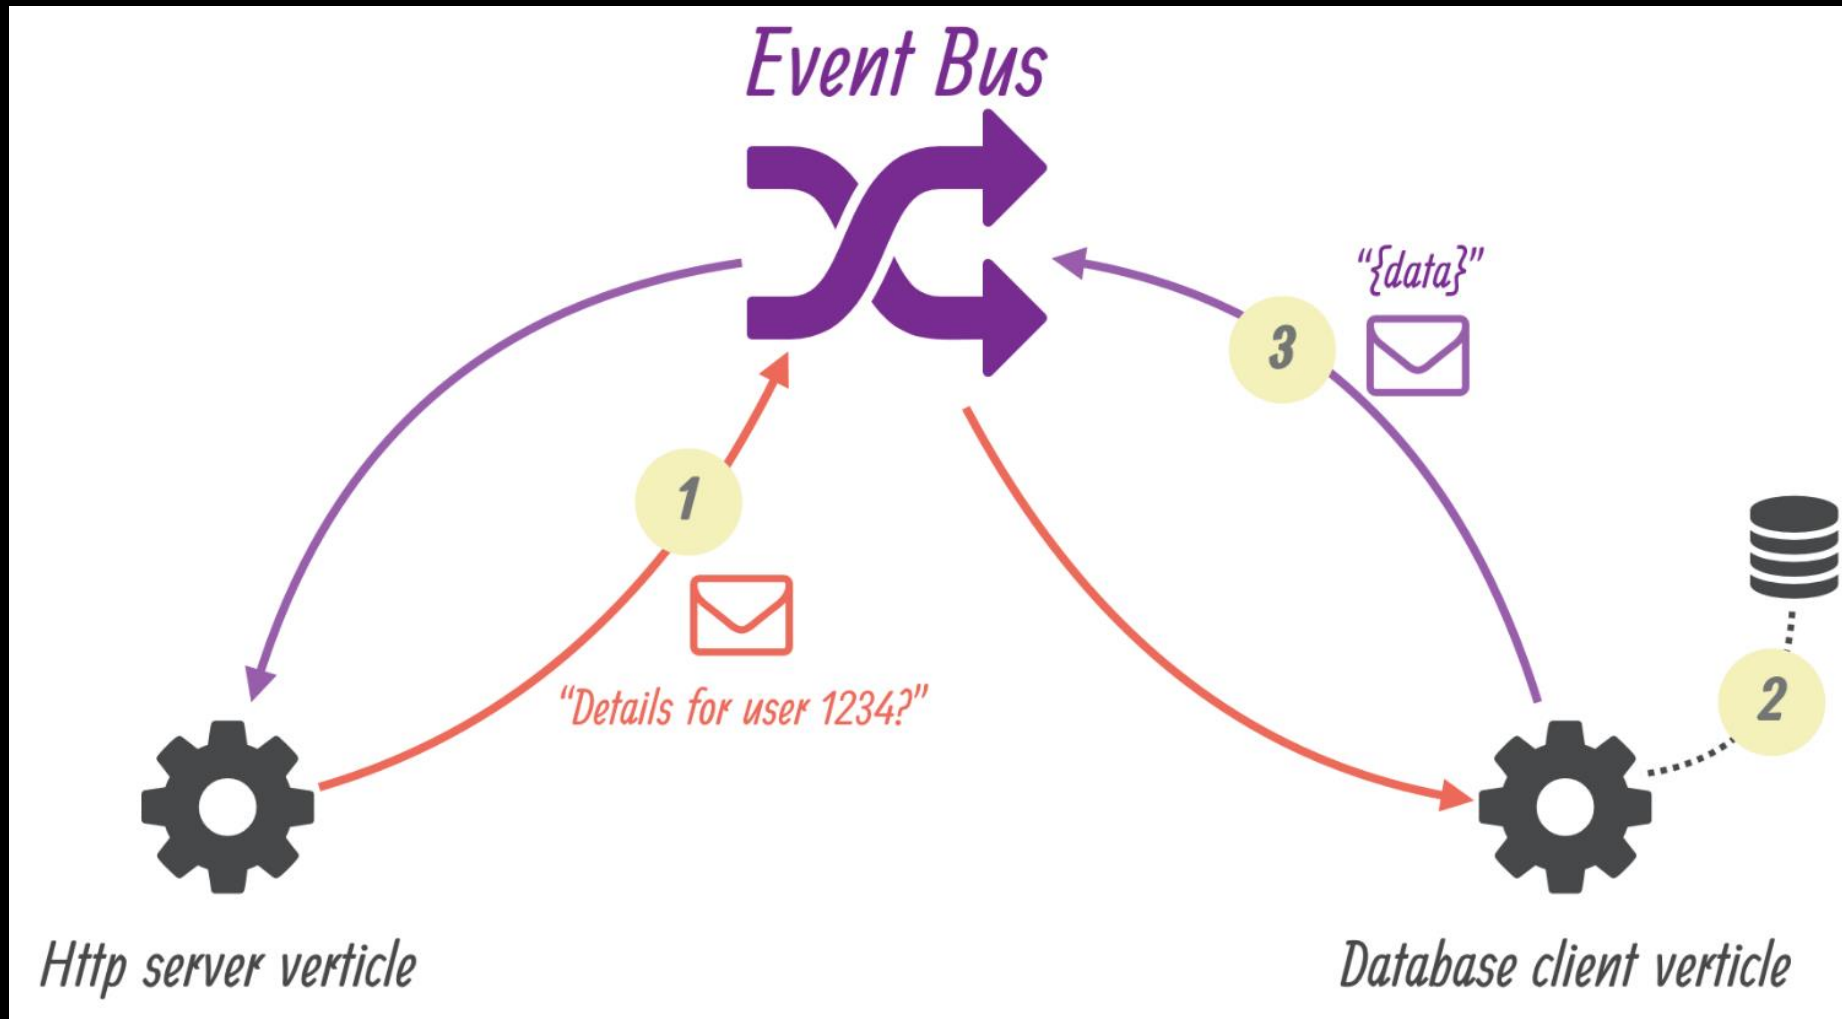 Event Bus
“{data}”
3
1
“Details for user 1234?”
2
Http server verticle
Database client verticle